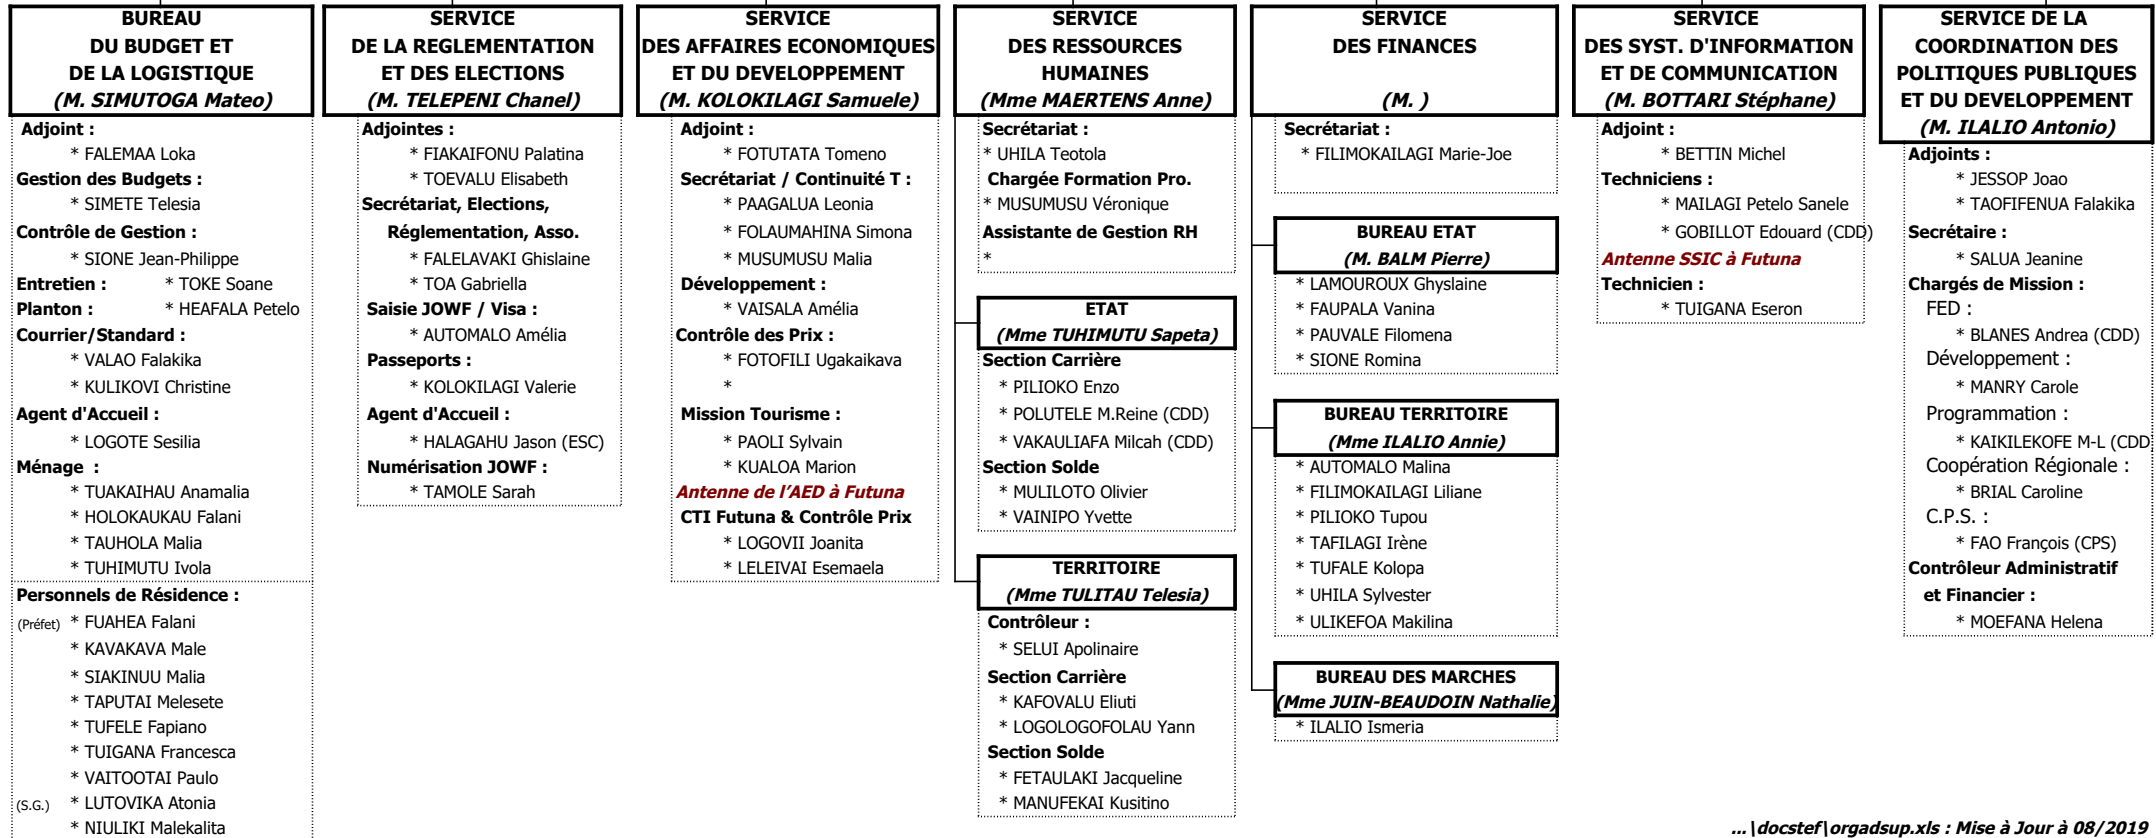 BUREAU
DU BUDGET ET
DE LA LOGISTIQUE
(M. SIMUTOGA Mateo)
Adjoint :
* FALEMAA Loka
Gestion des Budgets :
* SIMETE Telesia
Contrôle de Gestion :
* SIONE Jean-Philippe
Entretien : * TOKE Soane
Planton : * HEAFALA Petelo
Courrier/Standard :
* VALAO Falakika
* KULIKOVI Christine
Agent d'Accueil :
* LOGOTE Sesilia
Ménage :
* TUAKAIHAU Anamalia
* HOLOKAUKAU Falani
* TAUHOLA Malia
* TUHIMUTU Ivola
Personnels de Résidence :
(Préfet) * FUAHEA Falani
* KAVAKAVA Male
* SIAKINUU Malia
* TAPUTAI Melesete
* TUFELE Fapiano
* TUIGANA Francesca
* VAITOOTAI Paulo
(S.G.) * LUTOVIKA Atonia
* NIULIKI Malekalita
SERVICE
DE LA REGLEMENTATION
ET DES ELECTIONS
(M. TELEPENI Chanel)
Adjointes :
* FIAKAIFONU Palatina
* TOEVALU Elisabeth
Secrétariat, Elections,
Réglementation, Asso.
* FALELAVAKI Ghislaine
* TOA Gabriella
Saisie JOWF / Visa :
* AUTOMALO Amélia
Passeports :
* KOLOKILAGI Valerie
Agent d'Accueil :
* HALAGAHU Jason (ESC)
Numérisation JOWF :
* TAMOLE Sarah
SERVICE
DES AFFAIRES ECONOMIQUES
ET DU DEVELOPPEMENT
(M. KOLOKILAGI Samuele)
Adjoint :
* FOTUTATA Tomeno
Secrétariat / Continuité T :
* PAAGALUA Leonia
* FOLAUMAHINA Simona
* MUSUMUSU Malia
Développement :
* VAISALA Amélia
Contrôle des Prix :
* FOTOFILI Ugakaikava
*
Mission Tourisme :
* PAOLI Sylvain
* KUALOA Marion
Antenne de l'AED à Futuna
CTI Futuna & Contrôle Prix
* LOGOVII Joanita
* LELEIVAI Esemaela
SERVICE
DES RESSOURCES
HUMAINES
(Mme MAERTENS Anne)
Secrétariat :
* UHILA Teotola
Chargée Formation Pro.
* MUSUMUSU Véronique
Assistante de Gestion RH
*
ETAT
(Mme TUHIMUTU Sapeta)
Section Carrière
* PILIOKO Enzo
* POLUTELE M.Reine (CDD)
* VAKAULIAFA Milcah (CDD)
Section Solde
* MULILOTO Olivier
* VAINIPO Yvette
TERRITOIRE
(Mme TULITAU Telesia)
Contrôleur :
* SELUI Apolinaire
Section Carrière
* KAFOVALU Eliuti
* LOGOLOGOFOLAU Yann
Section Solde
* FETAULAKI Jacqueline
* MANUFEKAI Kusitino
SERVICE
DES FINANCES
(M. )
Secrétariat :
* FILIMOKAILAGI Marie-Joe
BUREAU ETAT
(M. BALM Pierre)
* LAMOUROUX Ghyslaine
* FAUPALA Vanina
* PAUVALE Filomena
* SIONE Romina
BUREAU TERRITOIRE
(Mme ILALIO Annie)
* AUTOMALO Malina
* FILIMOKAILAGI Liliane
* PILIOKO Tupou
* TAFILAGI Irène
* TUFALE Kolopa
* UHILA Sylvester
* ULIKEFOA Makilina
BUREAU DES MARCHES
(Mme JUIN-BEAUDOIN Nathalie)
* ILALIO Ismeria
SERVICE
DES SYST. D'INFORMATION
ET DE COMMUNICATION
(M. BOTTARI Stéphane)
Adjoint :
* BETTIN Michel
Techniciens :
* MAILAGI Petelo Sanele
* GOBILLOT Edouard (CDD)
Antenne SSIC à Futuna
Technicien :
* TUIGANA Eseron
SERVICE DE LA
COORDINATION DES
POLITIQUES PUBLIQUES
ET DU DEVELOPPEMENT
(M. ILALIO Antonio)
Adjoints :
* JESSOP Joao
* TAOFIFENUA Falakika
Secrétaire :
* SALUA Jeanine
Chargés de Mission :
FED :
* BLANES Andrea (CDD)
Développement :
* MANRY Carole
Programmation :
* KAIKILEKOFE M-L (CDD
Coopération Régionale :
* BRIAL Caroline
C.P.S. :
* FAO François (CPS)
Contrôleur Administratif
et Financier :
* MOEFANA Helena
...\docstef\orgadsup.xls : Mise à Jour à 08/2019